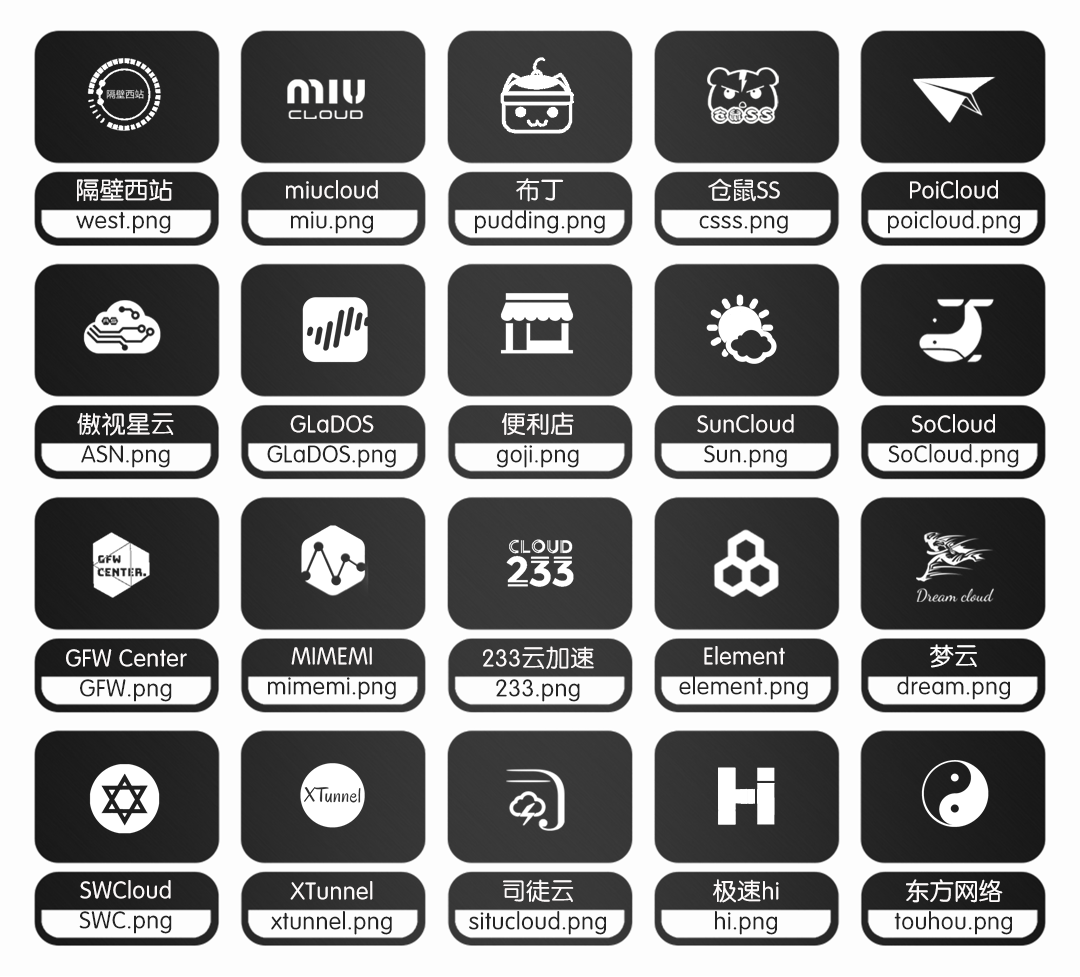 隔壁西站
MIU
CLOUD
隔壁西站
west.png
miucloud
miu.png
布丁
pudding.png
仓鼠SS
仓鼠SS
csss.png
PoiCloud
poicloud.png
傲视星云
ASN.png
GLaDOS
GLaDOS.png
便利店
goji.png
SunCloud
Sun.png
SoCloud
SoCloud.png
GFW
CENTER.
CLOUD
233
Dream cloud
GFW Center
GFW.png
MIMEMI
mimemi.png
233云加速
233.png
Element
element.png
梦云
dream.png
XTunnel
Hi
SWCloud
SWC.png
XTunnel
xtunnel.png
司徒云
situcloud.png
极速hi
hi.png
东方网络
touhou.png